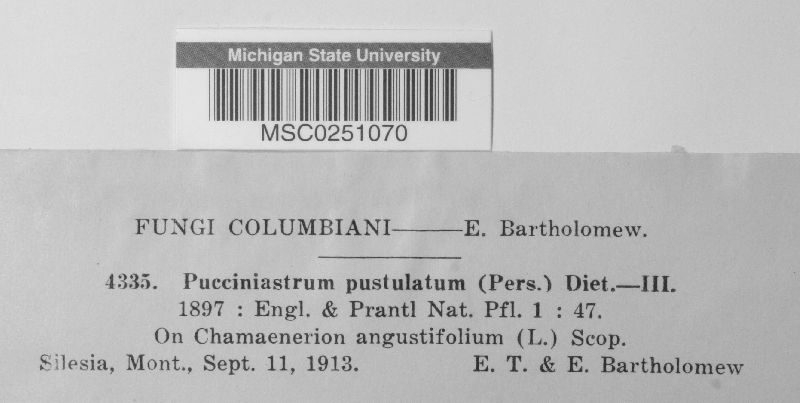 Michigan State University
MSC0251070
FUNGI COLUMBIANI——E. Bartholomew.
4335. Pucciniastrum pustulatum (Pers.) Diet.—III.
1897 : Engl. & Prantl Nat. Pfl. 1 : 47.
On Chamaenerion angustifolium (L.) Scop.
Silesia, Mont., Sept. 11, 1913. E. T. & E. Bartholomew